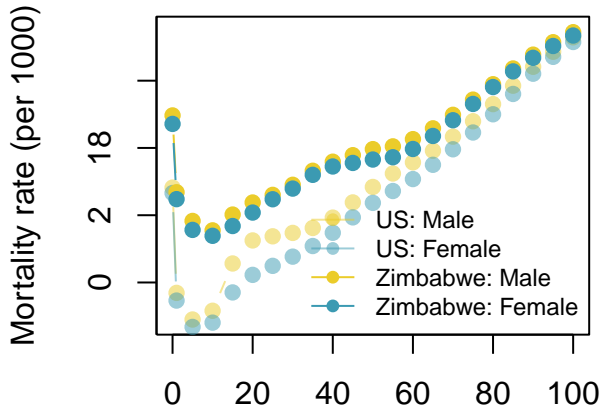 Mortality rate (per 1000)
18
2
0
US: Male
US: Female
Zimbabwe: Male
Zimbabwe: Female
0 20 40 60 80 100